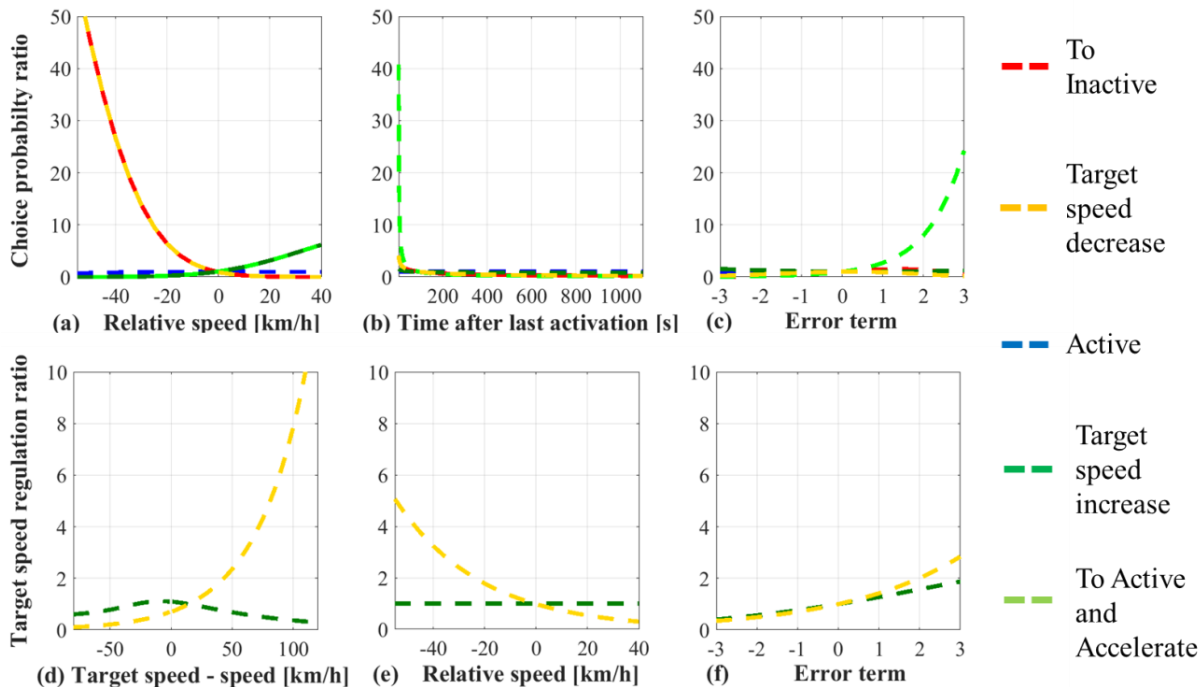 Choice probabilty ratio
50
40
30
20
10
0
-40 -20 0 20 40
(a) Relative speed [km/h]
50
40
30
20
10
0
200 400 600 800 1000
(b) Time after last activation [s]
50
40
30
20
10
0
-3 -2 -1 0 1 2 3
(c) Error term
Target speed regulation ratio
10
8
6
4
2
0
-50 0 50 100
(d) Target speed - speed [km/h]
10
8
6
4
2
0
-40 -20 0 20 40
(e) Relative speed [km/h]
10
8
6
4
2
0
-3 -2 -1 0 1 2 3
(f) Error term
To
Inactive
Target
speed
decrease
Active
Target
speed
increase
To Active
and
Accelerate